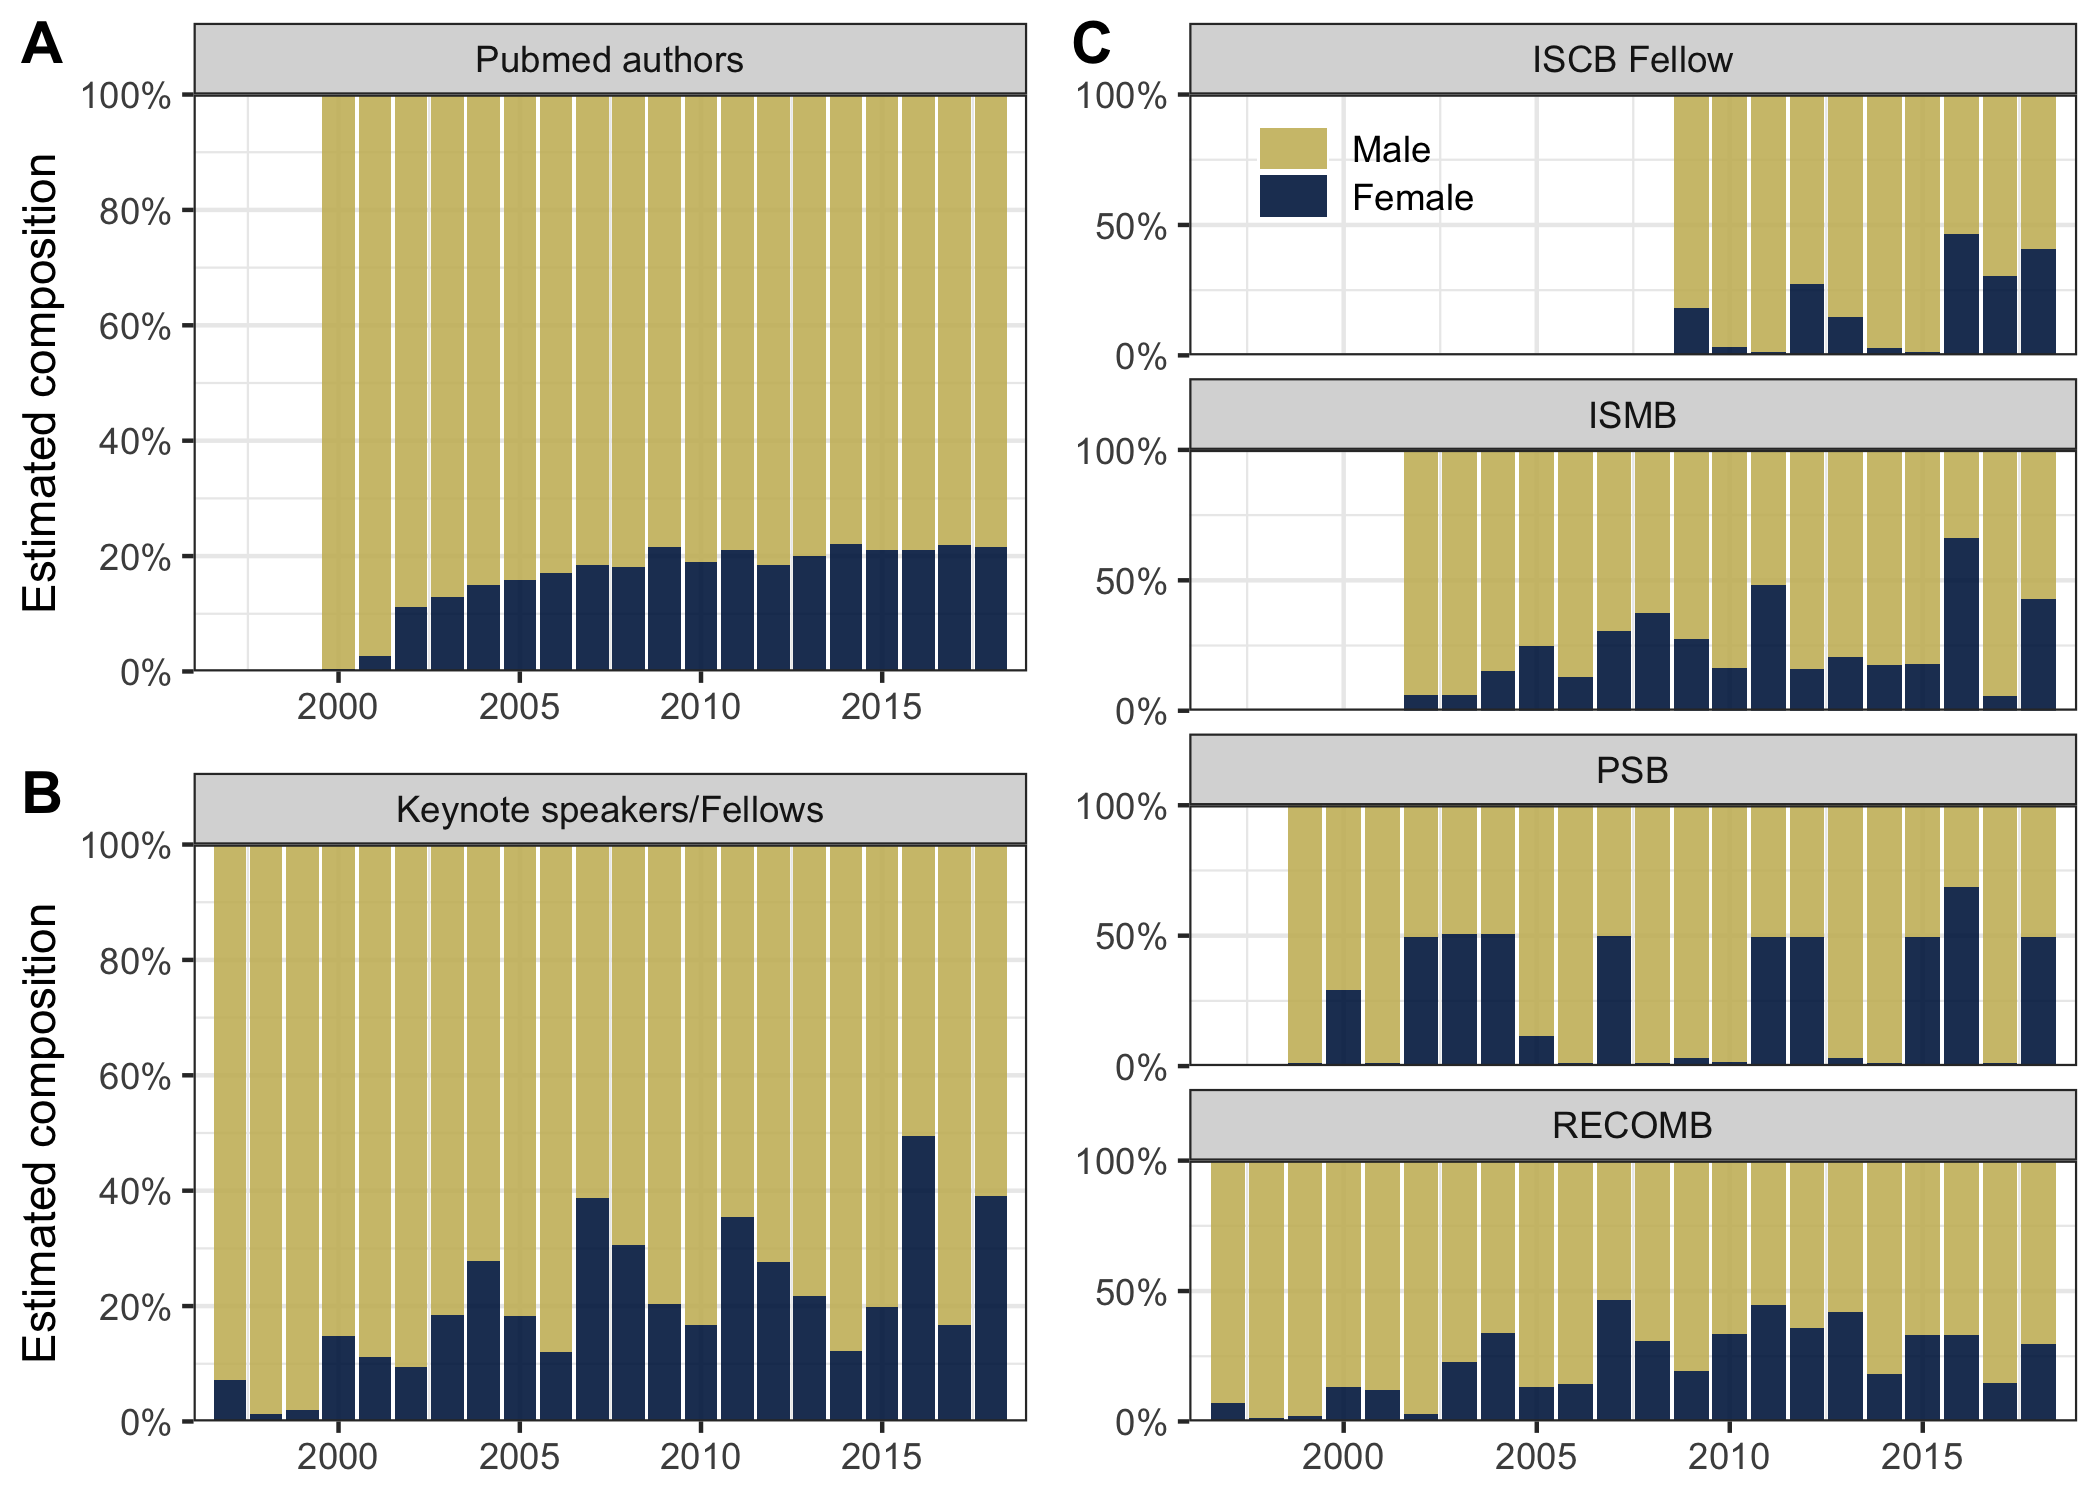 A
Pubmed authors
Estimated composition
100%
80%
60%
40%
20%
0%
2000 2005 2010 2015
B
Keynote speakers/Fellows
Estimated composition
100%
80%
60%
40%
20%
0%
2000 2005 2010 2015
C
ISCB Fellow
100%
50%
0%
Male
Female
ISMB
100%
50%
0%
PSB
100%
50%
0%
RECOMB
100%
50%
0%
2000 2005 2010 2015